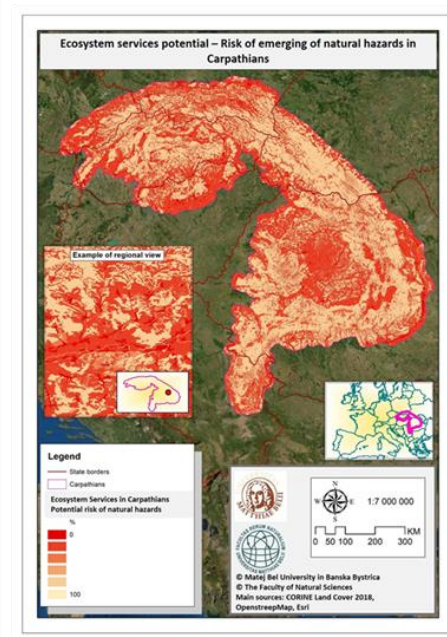 Ecosystem services potential – Risk of emerging of natural hazards in
Carpathians
Example of regional view
Legend
State borders
Carpathians
Ecosystem Services in Carpathians
Potential risk of natural hazards
%
0
100
N
W E
S
1:7 000 000
KM
0 50 100 200 300
© Matej Bel University in Banska Bystrica
© The Faculty of Natural Sciences
Main sources: CORINE Land Cover 2018,
OpenstreepMap, Esri